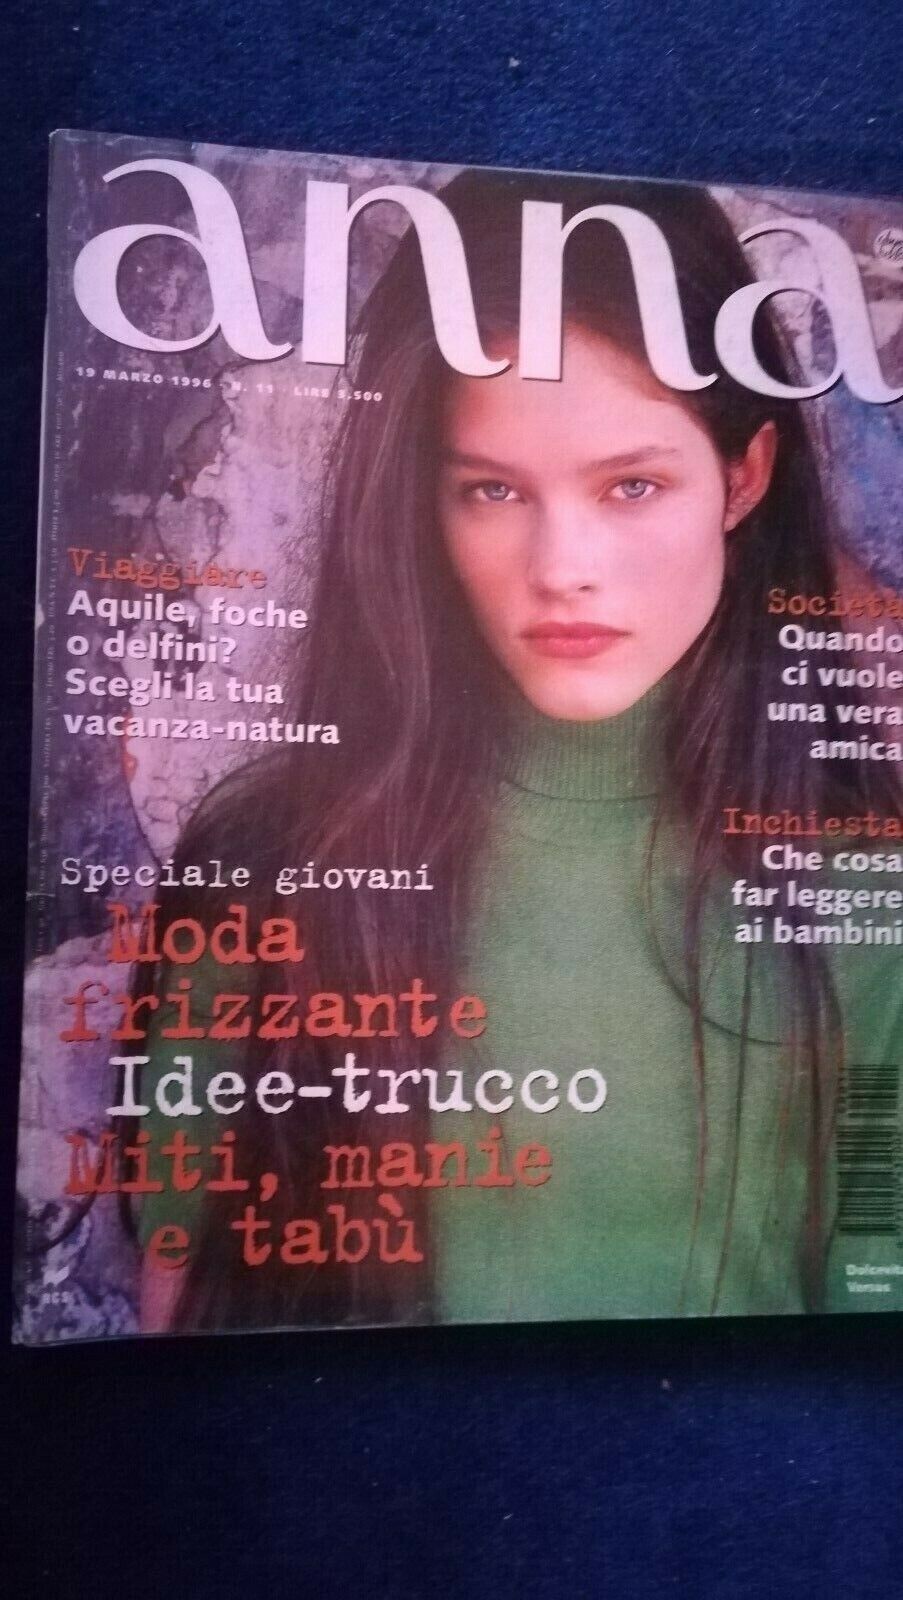 anna
19 MARZO 1996 - N. 11 - LIRE 3.500
Viaggiare
Aquile, foche
o delfini?
Scegli la tua
vacanza-natura
Società
Quando
ci vuole
una vera
amica
Inchiesta
Che cosa
far leggere
ai bambini
Speciale giovani
Moda
frizzante
Idee-trucco
Miti, manie
e tabù
RCS
Versus